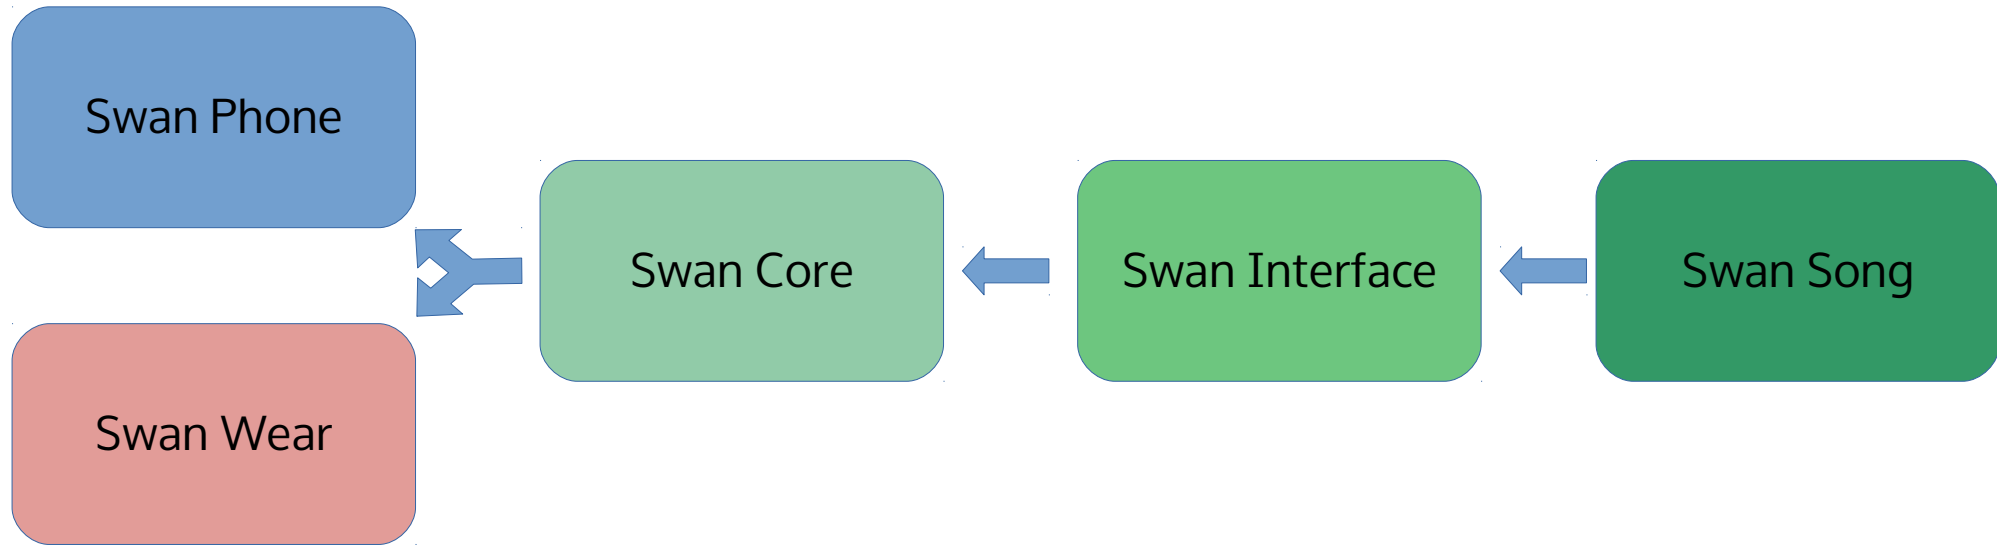 Swan Phone
Swan Wear
Swan Core
Swan Interface
Swan Song